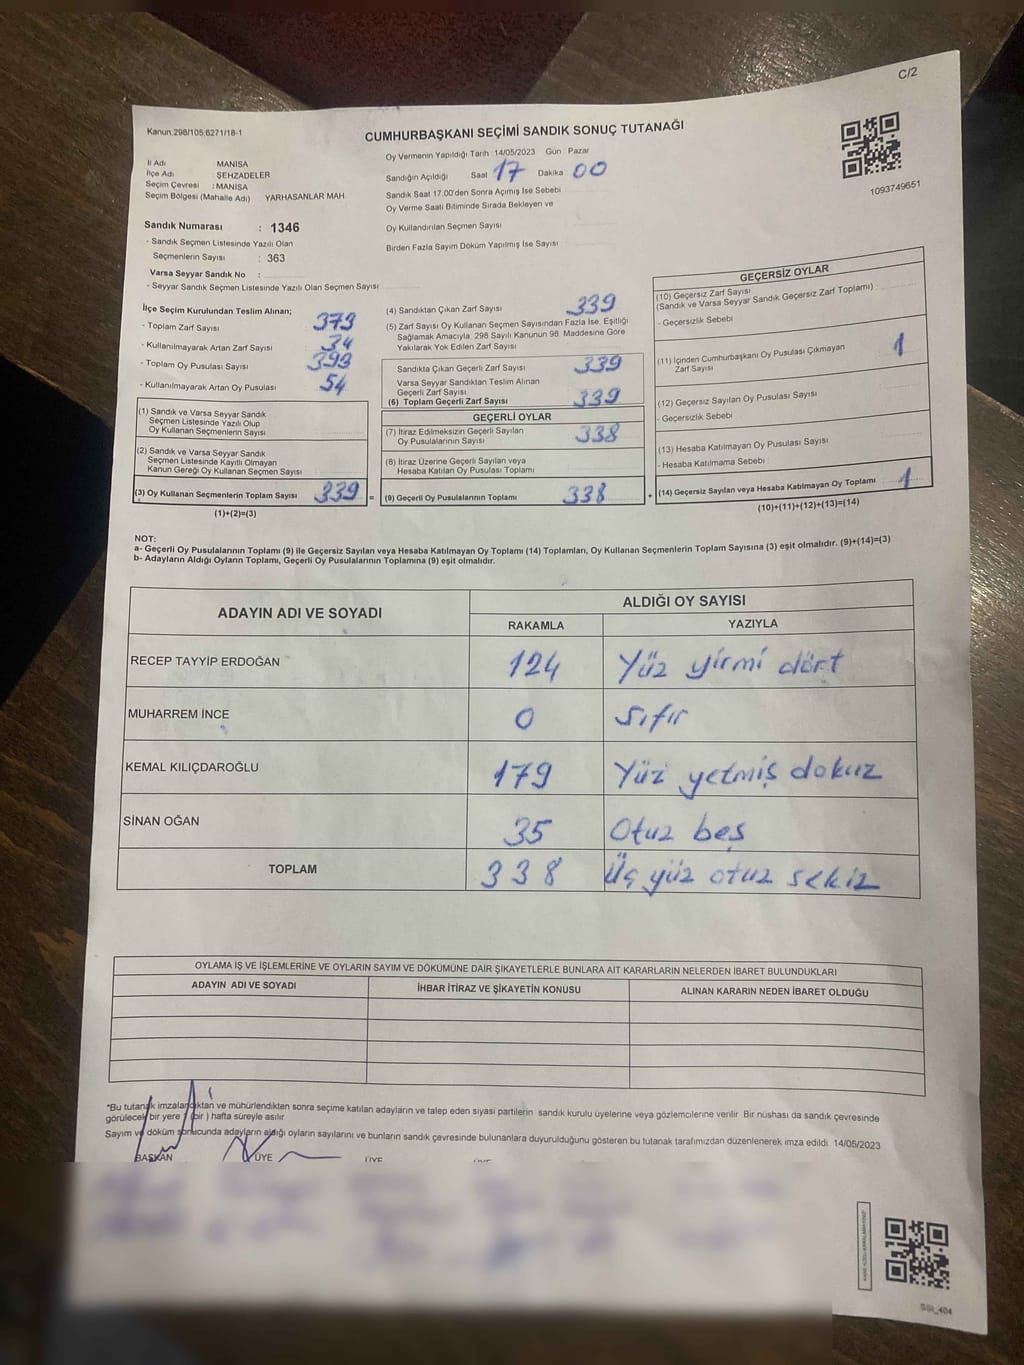 C/2
Kanun 298/105,6271/18-1
CUMHURBAŞKANI SEÇİMİ SANDIK SONUÇ TUTANAĞI
1093749651
İl Adı MANİSA
İlçe Adı ŞEHZADELER
Seçim Çevresi : MANİSA
Seçim Bölgesi (Mahalle Adı) YARHASANLAR MAH
Sandık Numarası : 1346
- Sandık Seçmen Listesinde Yazılı Olan
Seçmenlerin Sayısı : 363
Varsa Seyyar Sandık No :
- Seyyar Sandık Seçmen Listesinde Yazılı Olan Seçmen Sayısı
Oy Vermenin Yapıldığı Tarih :14/05/2023 Gün : Pazar
Sandığın Açıldığı Saat 17 Dakika 00
Sandık Saat 17.00'den Sonra Açımış İse Sebebi
Oy Verme Saati Bitiminde Sırada Bekleyen ve
Oy Kullandırılan Seçmen Sayısı
Birden Fazla Sayım Döküm Yapılmış İse Sayısı
İlçe Seçim Kurulundan Teslim Alınan;
- Toplam Zarf Sayısı 373
- Kullanılmayarak Artan Zarf Sayısı 34
- Toplam Oy Pusulası Sayısı 393
- Kullanılmayarak Artan Oy Pusulası 54
(1) Sandık ve Varsa Seyyar Sandık
Seçmen Listesinde Yazılı Olup
Oy Kullanan Seçmenlerin Sayısı
(2) Sandık ve Varsa Seyyar Sandık
Seçmen Listesinde Kayıtlı Olmayan
Kanun Gereği Oy Kullanan Seçmen Sayısı
(3) Oy Kullanan Seçmenlerin Toplam Sayısı 339 =
(1)+(2)=(3)
(4) Sandıktan Çıkan Zarf Sayısı 339
(5) Zarf Sayısı Oy Kullanan Seçmen Sayısından Fazla İse, Eşitliği
Sağlamak Amacıyla, 298 Sayılı Kanunun 98. Maddesine Göre
Yakılarak Yok Edilen Zarf Sayısı
Sandıkta Çıkan Geçerli Zarf Sayısı 339
Varsa Seyyar Sandıktan Teslim Alınan
Geçerli Zarf Sayısı
(6) Toplam Geçerli Zarf Sayısı 339
GEÇERLİ OYLAR
(7) İtiraz Edilmeksizin Geçerli Sayılan
Oy Pusulalarının Sayısı 338
(8) İtiraz Üzerine Geçerli Sayılan veya
Hesaba Katılan Oy Pusulası Toplamı
(9) Geçerli Oy Pusulalarının Toplamı 338 +
GEÇERSİZ OYLAR
(10) Geçersiz Zarf Sayısı
(Sandık ve Varsa Seyyar Sandık Geçersiz Zarf Toplamı) :
- Geçersizlik Sebebi
(11) İçinden Cumhurbaşkanı Oy Pusulası Çıkmayan
Zarf Sayısı 1
(12) Geçersiz Sayılan Oy Pusulası Sayısı
- Geçersizlik Sebebi
(13) Hesaba Katılmayan Oy Pusulası Sayısı
- Hesaba Katılmama Sebebi
(14) Geçersiz Sayılan veya Hesaba Katılmayan Oy Toplamı 1
(10)+(11)+(12)+(13)=(14)
NOT:
a- Geçerli Oy Pusulalarının Toplamı (9) ile Geçersiz Sayılan veya Hesaba Katılmayan Oy Toplamı (14) Toplamları, Oy Kullanan Seçmenlerin Toplam Sayısına (3) eşit olmalıdır. (9)+(14)=(3)
b- Adayların Aldığı Oyların Toplamı, Geçerli Oy Pusulalarının Toplamına (9) eşit olmalıdır.
ADAYIN ADI VE SOYADI ALDIĞI OY SAYISI
RAKAMLA YAZIYLA
RECEP TAYYİP ERDOĞAN 124 Yüz yirmi dört
MUHARREM İNCE 0 Sıfır
KEMAL KILIÇDAROĞLU 179 Yüz yetmiş dokuz
SİNAN OĞAN 35 Otuz beş
TOPLAM 338 Üç yüz otuz sekiz
OYLAMA İŞ VE İŞLEMLERİNE VE OYLARIN SAYIM VE DÖKÜMÜNE DAİR ŞİKAYETLERLE BUNLARA AİT KARARLARIN NELERDEN İBARET BULUNDUKLARI
ADAYIN ADI VE SOYADI İHBAR İTİRAZ VE ŞİKAYETİN KONUSU ALINAN KARARIN NEDEN İBARET OLDUĞU
*Bu tutanak imzalandıktan ve mühürlendikten sonra seçime katılan adayların ve talep eden siyasi partilerin sandık kurulu üyelerine veya gözlemcilerine verilir Bir nüshası da sandık çevresinde
görülecek bir yere 1 (bir) hafta süreyle asılır
Sayım ve döküm sonucunda adayların aldığı oyların sayılarını ve bunların sandık çevresinde bulunanlara duyurulduğunu gösteren bu tutanak tarafımızdan düzenlenerek imza edildi 14/05/2023
BAŞKAN ÜYE ÜYE ÜYE
SSI_404